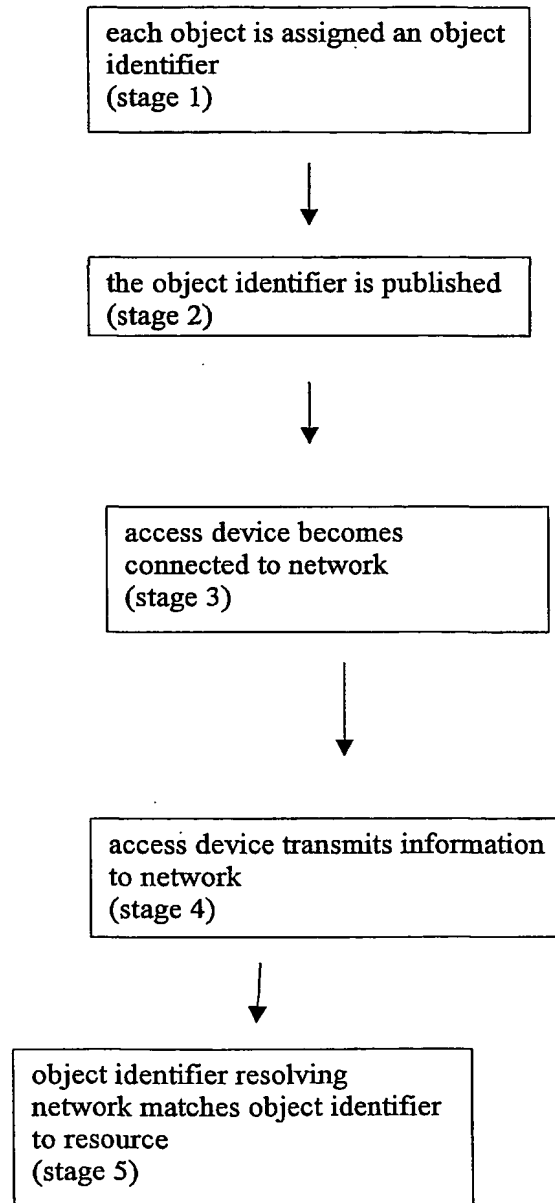 each object is assigned an object
identifier
(stage 1)
the object identifier is published
(stage 2)
access device becomes
connected to network
(stage 3)
access device transmits information
to network
(stage 4)
object identifier resolving
network matches object identifier
to resource
(stage 5)